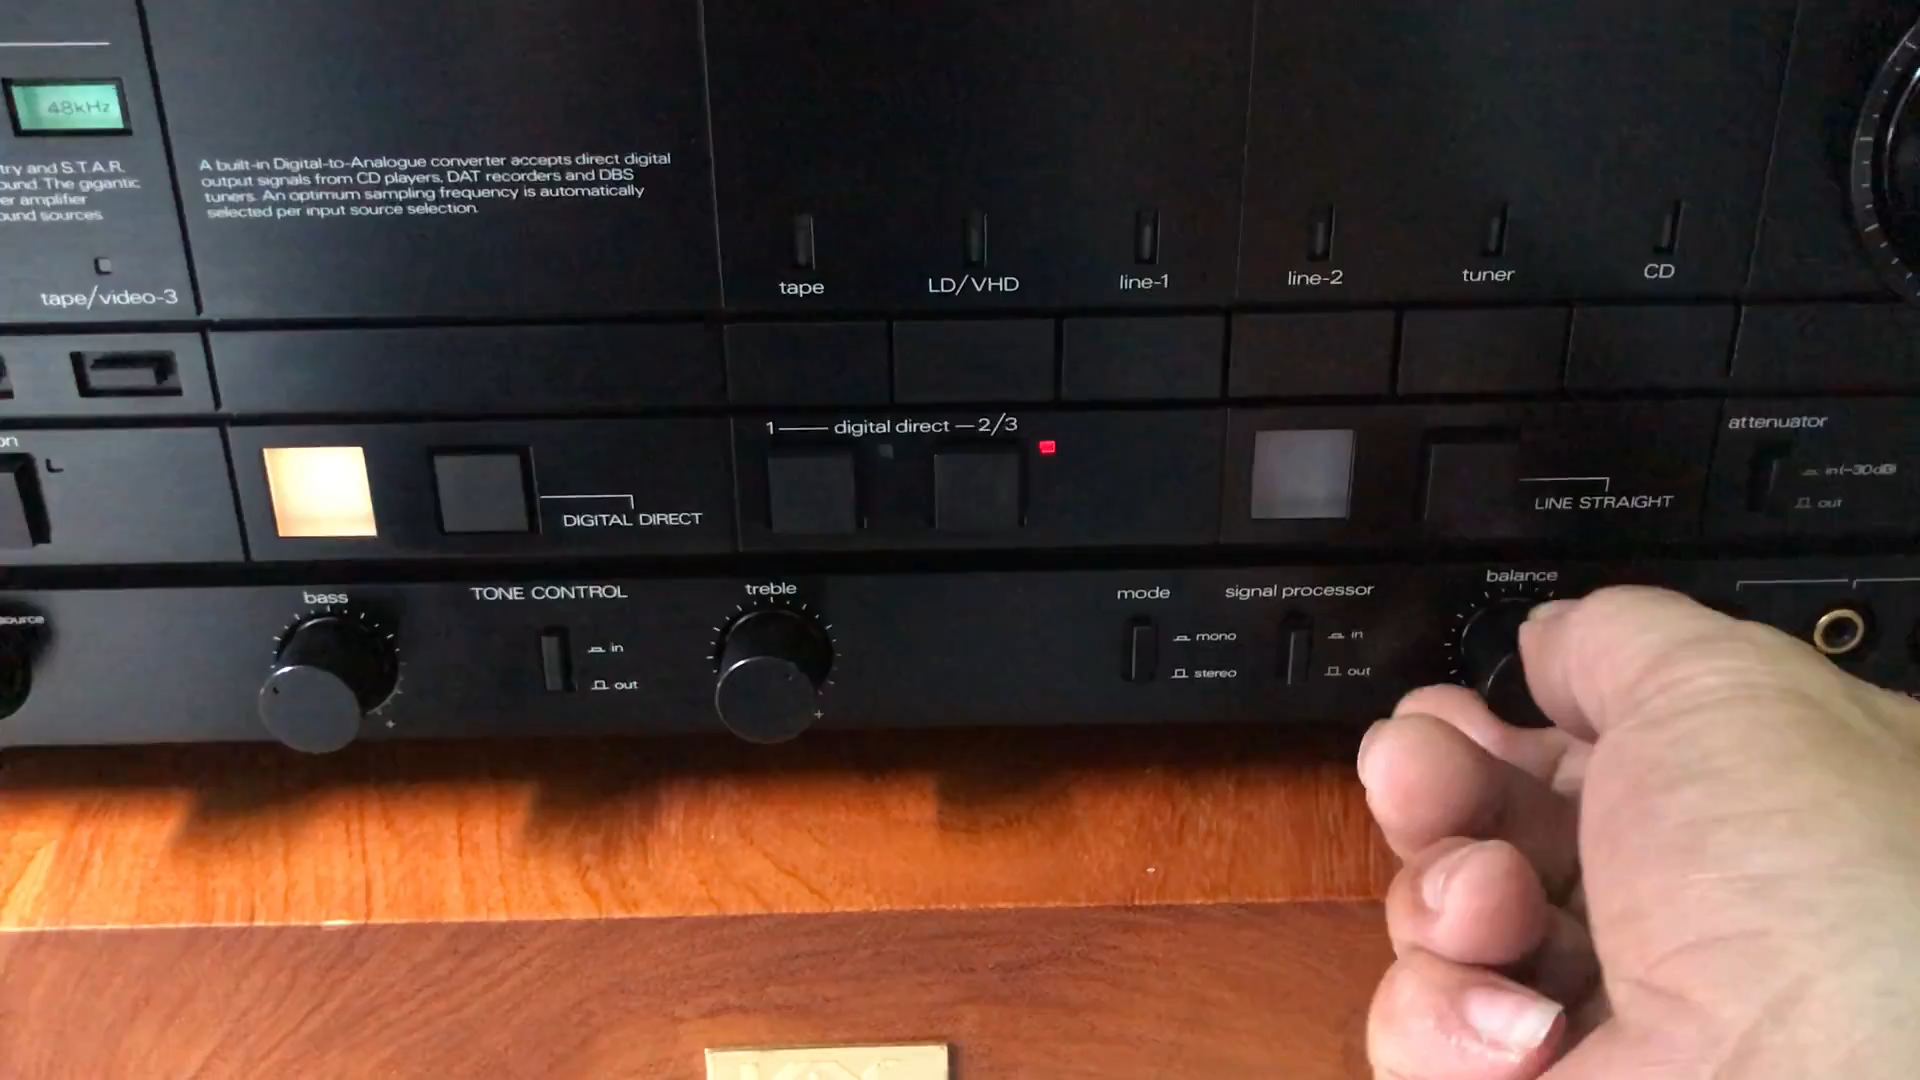 48kHz
try and S.T.A.R.
ound. The gigantic
er amplifier
ound sources
A built-in Digital-to-Analogue converter accepts direct digital
output signals from CD players, DAT recorders and DBS
tuners. An optimum sampling frequency is automatically
selected per input source selection.
tape/video-3
tape
LD/VHD
line-1
line-2
tuner
CD
on
DIGITAL DIRECT
1 — digital direct — 2/3
LINE STRAIGHT
attenuator
in (-30dB)
out
source
bass
+
TONE CONTROL
in
out
treble
+
mode
mono
stereo
signal processor
in
out
balance